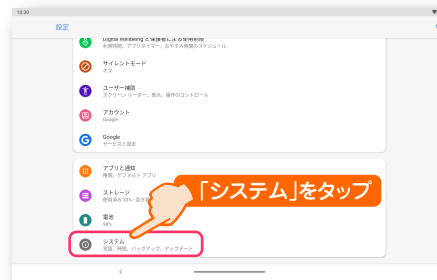 10:30
設定
Digital Wellbeing と保護者による使用制限
利用時間、アプリタイマー、おやすみ時間のスケジュール
サイレントモード
オフ
ユーザー補助
スクリーン リーダー、表示、操作のコントロール
アカウント
Google
Google
サービスと設定
アプリと通知
権限、デフォルト アプリ
ストレージ
使用済み
電池
98%
システム
言語、時間、バックアップ、アップデート
「システム」をタップ